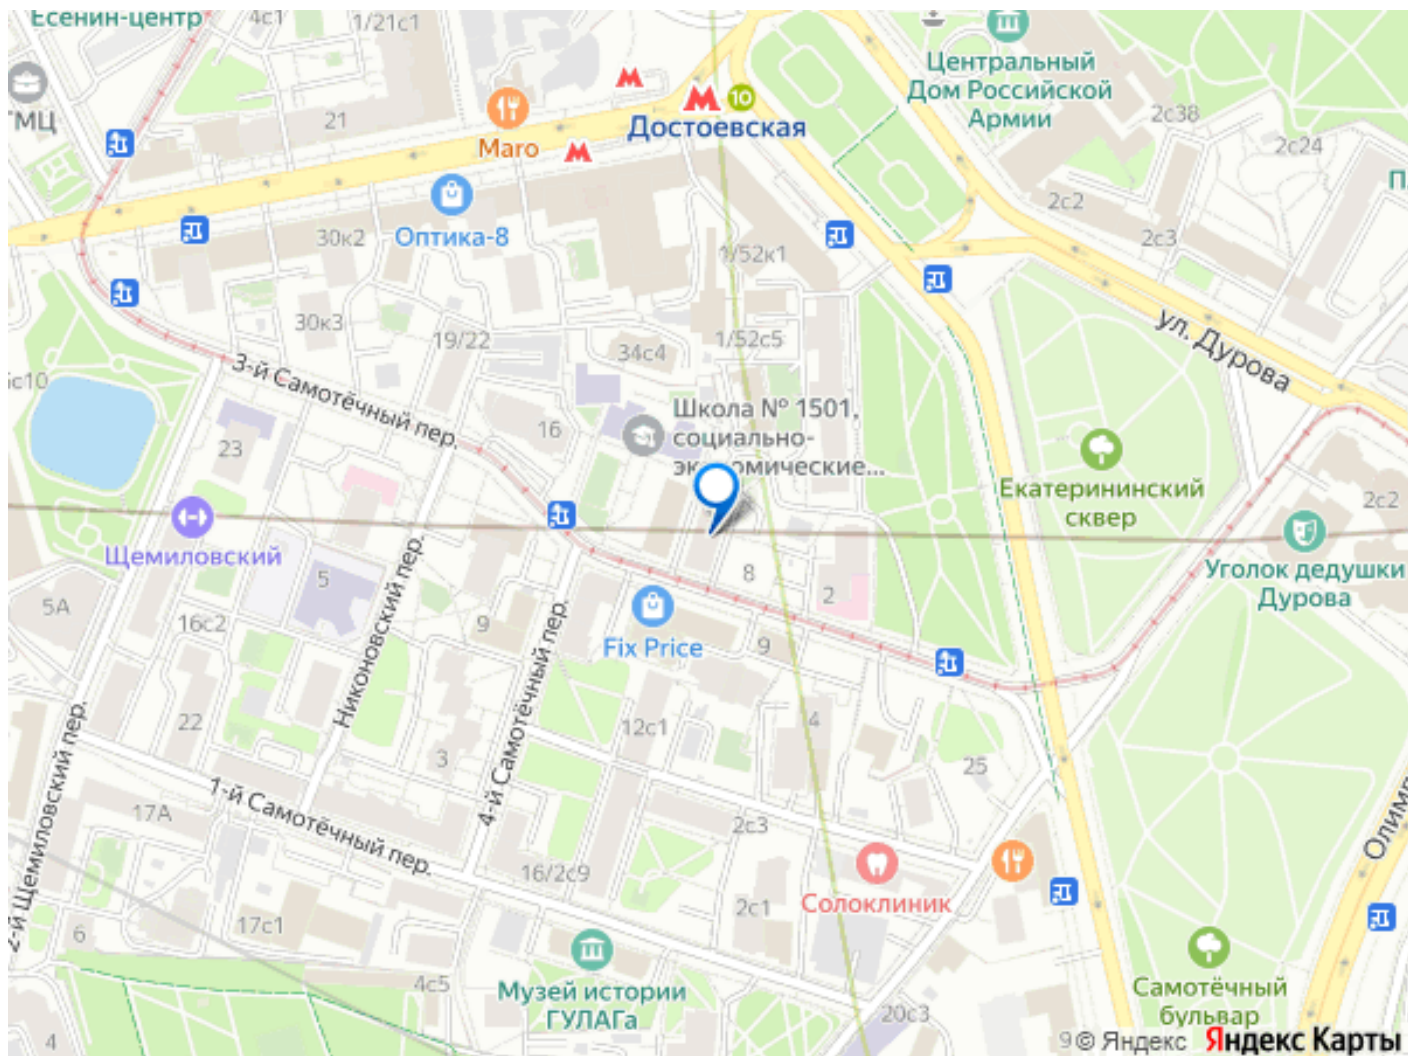 Есенин-центр
4с1
1/21с1
ТМЦ
21
Maro
Достоевская
10
Центральный
Дом Российской
Армии
2с38
2с24
2с2
2с3
Оптика-8
30к2
1/52к1
30к3
19/22
34с4
1/52с5
ул. Дурова
3-й Самотёчный пер.
23
16
Школа № 1501,
социально-
экономические...
Екатерининский
сквер
2с2
Щемиловский
Уголок дедушки
Дурова
5А
16с2
5
9
8
2
Fix Price
9
Никоновский пер.
4-й Самотёчный пер.
2-й Щемиловский пер.
22
3
12с1
4
25
1-й Самотёчный пер.
17А
2с3
16/2с9
Солоклиник
2с1
17с1
6
4с5
Музей истории
ГУЛАГа
20с3
Самотёчный
бульвар
4
9
© Яндекс
Яндекс Карты